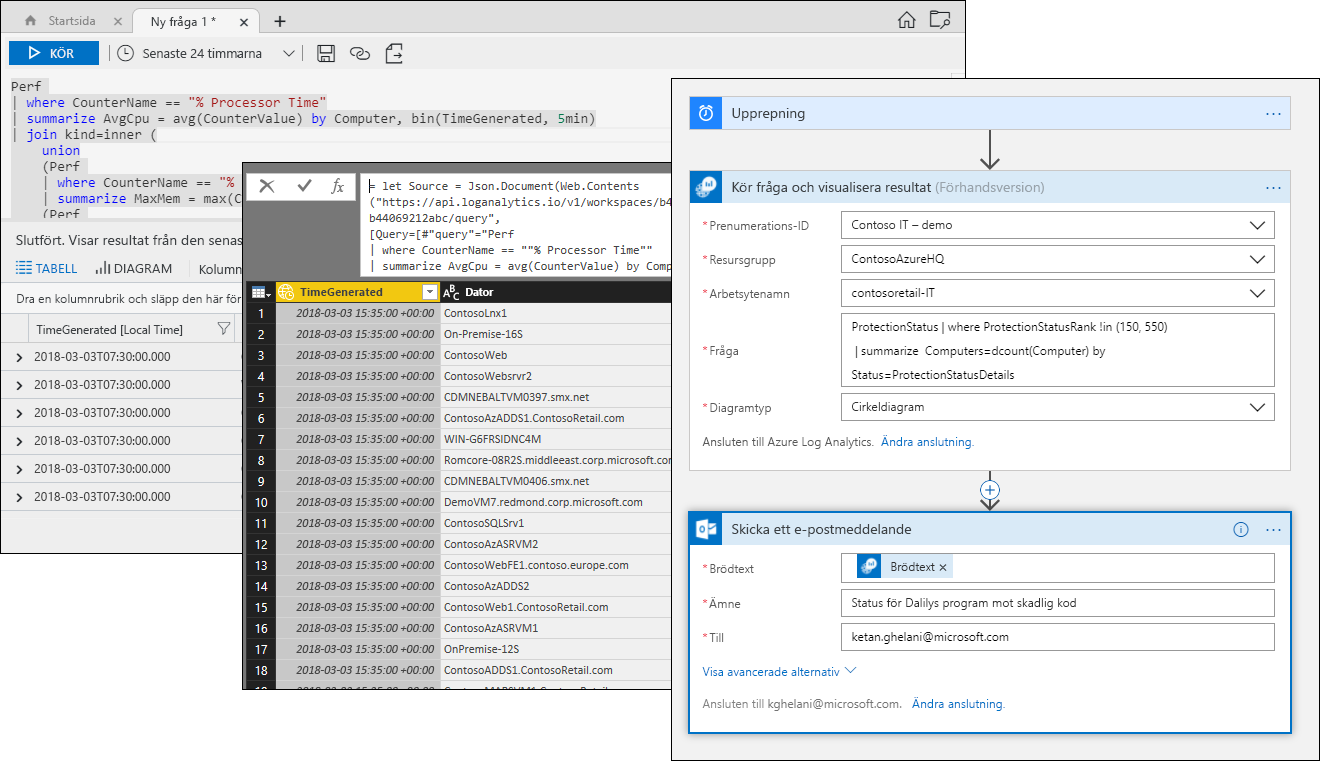 Startsida
Ny fråga 1 *
KÖR
Senaste 24 timmarna
Perf
| where CounterName == "% Processor Time"
| summarize AvgCpu = avg(CounterValue) by Computer, bin(TimeGenerated, 5min)
| join kind=inner (
union
(Perf
| where CounterName == "%
| summarize MaxMem = max(C
(Perf
Slutfört. Visar resultat från den senas
TABELL
DIAGRAM
Kolumn
Dra en kolumnrubrik och släpp den här för
TimeGenerated [Local Time]
2018-03-03T07:30:00.000
2018-03-03T07:30:00.000
2018-03-03T07:30:00.000
2018-03-03T07:30:00.000
2018-03-03T07:30:00.000
2018-03-03T07:30:00.000
fx
= let Source = Json.Document(Web.Contents
("https://api.loganalytics.io/v1/workspaces/b4
b44069212abc/query",
[Query=[#"query"="Perf
| where CounterName == ""% Processor Time""
| summarize AvgCpu = avg(CounterValue) by Comp
TimeGenerated ABC Dator
1 2018-03-03 15:35:00 +00:00 ContosoLnx1
2 2018-03-03 15:35:00 +00:00 On-Premise-16S
3 2018-03-03 15:35:00 +00:00 ContosoWeb
4 2018-03-03 15:35:00 +00:00 ContosoWebsrvr2
5 2018-03-03 15:35:00 +00:00 CDMNEBALTVM0397.smx.net
6 2018-03-03 15:35:00 +00:00 ContosoAzADDS1.ContosoRetail.com
7 2018-03-03 15:35:00 +00:00 WIN-G6FRSIDNC4M
8 2018-03-03 15:35:00 +00:00 Romcore-08R2S.middleeast.corp.microsoft.com
9 2018-03-03 15:35:00 +00:00 CDMNEBALTVM0406.smx.net
10 2018-03-03 15:35:00 +00:00 DemoVM7.redmond.corp.microsoft.com
11 2018-03-03 15:35:00 +00:00 ContosoSQLSrv1
12 2018-03-03 15:35:00 +00:00 ContosoAzASRVM2
13 2018-03-03 15:35:00 +00:00 ContosoWebFE1.contoso.europe.com
14 2018-03-03 15:35:00 +00:00 ContosoAzADDS2
15 2018-03-03 15:35:00 +00:00 ContosoWeb1.ContosoRetail.com
16 2018-03-03 15:35:00 +00:00 ContosoAzASRVM1
17 2018-03-03 15:35:00 +00:00 OnPremise-12S
18 2018-03-03 15:35:00 +00:00 ContosoADDS1.ContosoRetail.com
Upprepning
Kör fråga och visualisera resultat (Förhandsversion)
*Prenumerations-ID Contoso IT – demo
*Resursgrupp ContosoAzureHQ
*Arbetsytenamn contosoretail-IT
*Fråga
ProtectionStatus | where ProtectionStatusRank !in (150, 550)
| summarize Computers=dcount(Computer) by
Status=ProtectionStatusDetails
*Diagramtyp Cirkeldiagram
Ansluten till Azure Log Analytics. Ändra anslutning.
Skicka ett e-postmeddelande
*Brödtext Brödtext ×
*Ämne Status för Dalilys program mot skadlig kod
*Till ketan.ghelani@microsoft.com
Visa avancerade alternativ
Ansluten till kghelani@microsoft.com. Ändra anslutning.